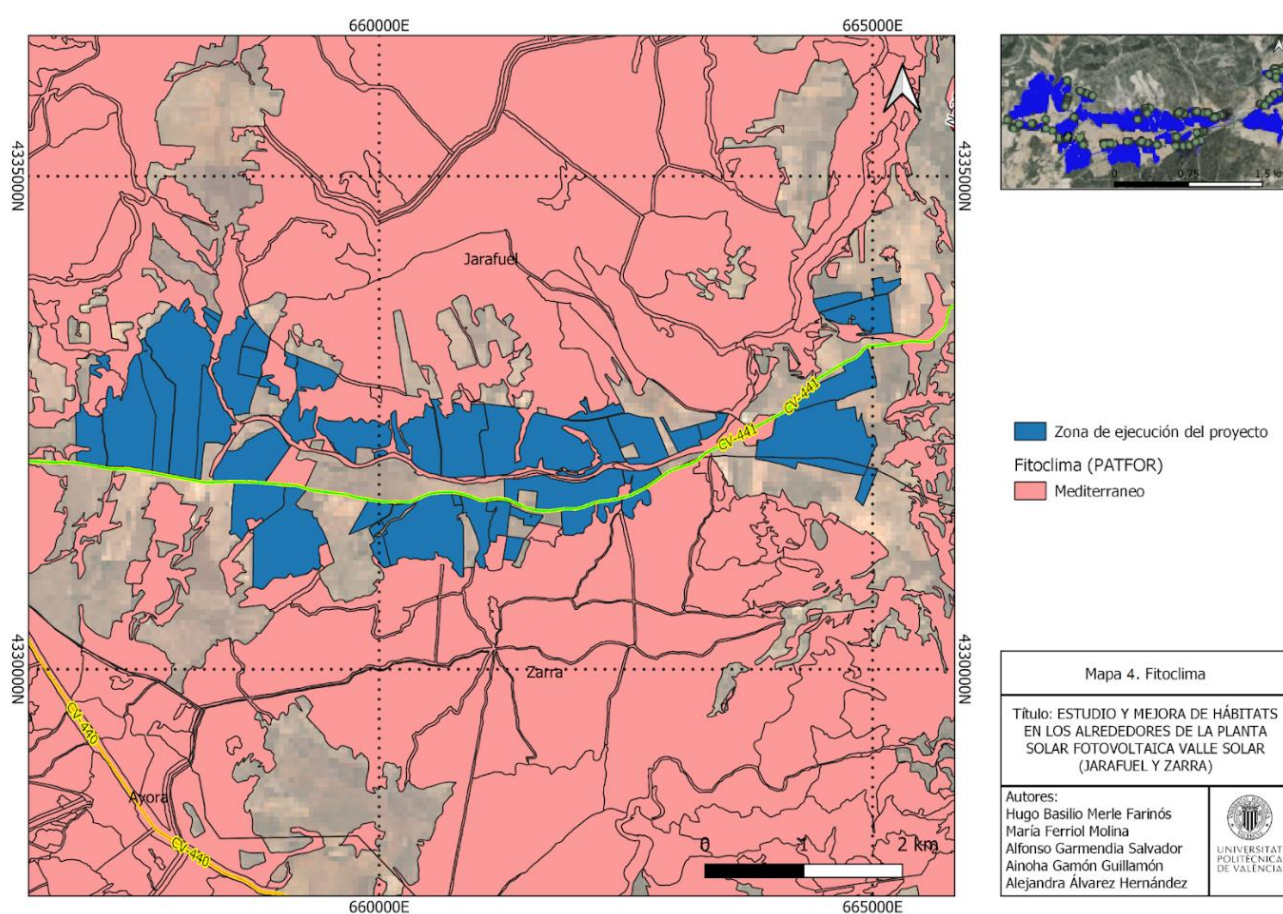 660000E
665000E
4335000N
4335000N
Jarafuel
CV-441
CV-441
4330000N
4330000N
Zarra
CV-440
Ayora
CV-440
0 1 2 km
660000E
665000E
0 0.75 1.5 km
Zona de ejecución del proyecto
Fitoclima (PATFOR)
Mediterraneo
Mapa 4. Fitoclima
Título: ESTUDIO Y MEJORA DE HÁBITATS
EN LOS ALREDEDORES DE LA PLANTA
SOLAR FOTOVOLTAICA VALLE SOLAR
(JARAFUEL Y ZARRA)
Autores:
Hugo Basilio Merle Farinós
María Ferriol Molina
Alfonso Garmendia Salvador
Ainoha Gamón Guillamón
Alejandra Álvarez Hernández
UNIVERSITAT
POLITÈCNICA
DE VALÈNCIA